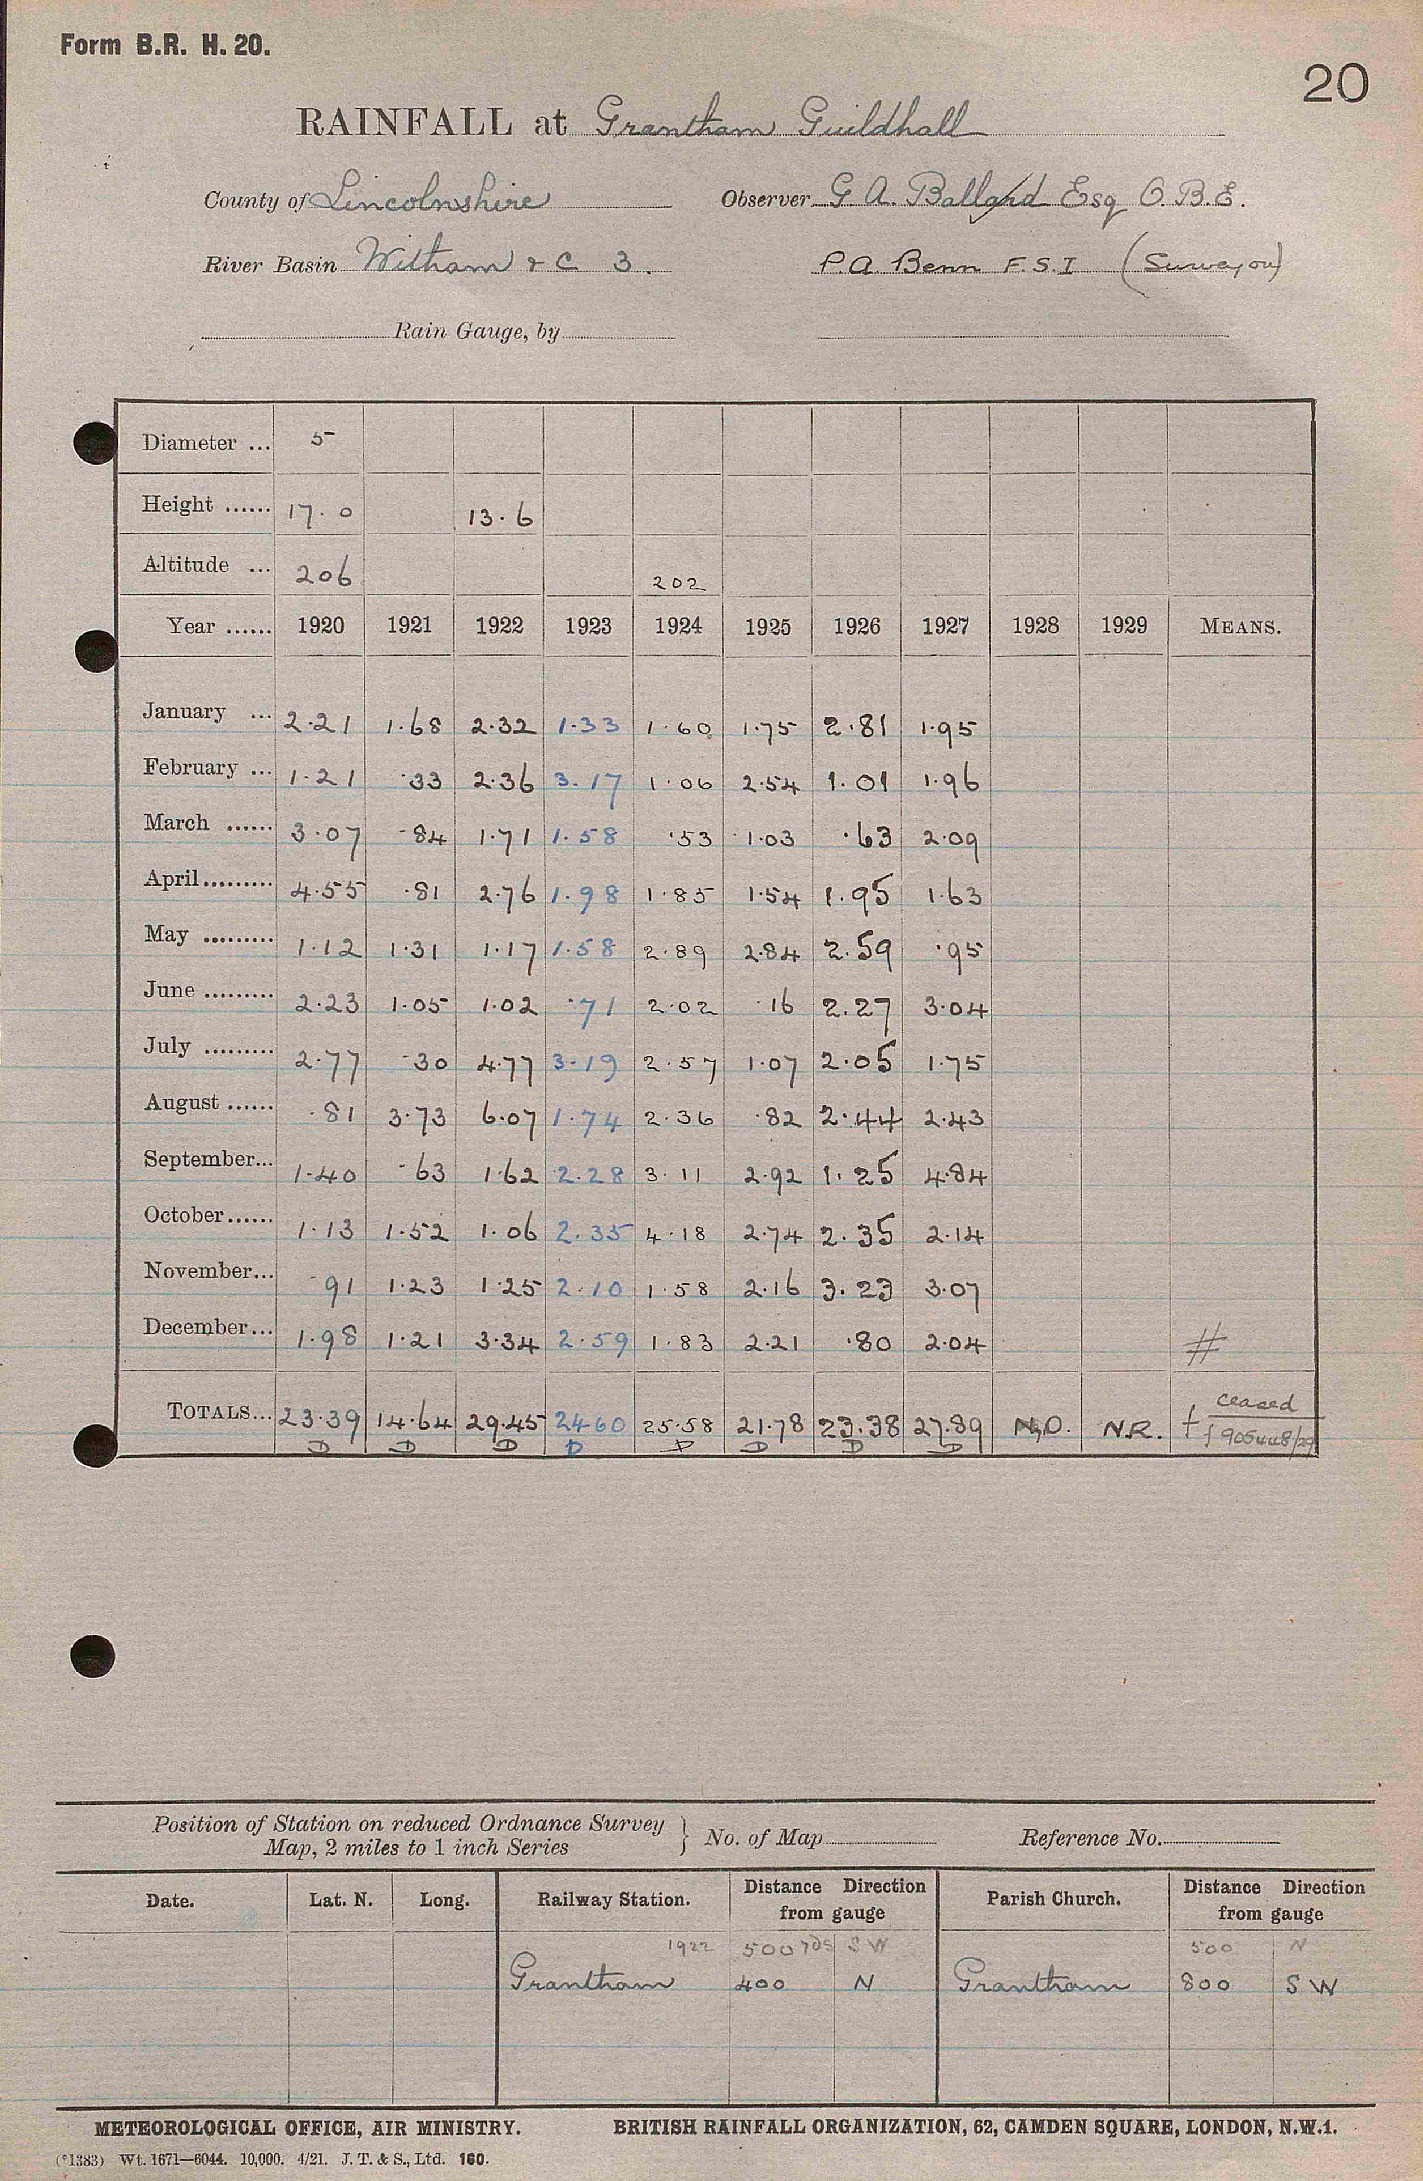 Form B.R. H. 20.
20
RAINFALL at Grantham Guildhall
County of Lincolnshire Observer G A. Ballard Esq O.B.E.
River Basin Witham & C 3. P.A. Benn F.S.I (Surveyor)
Rain Gauge, by
Diameter ... 5
Height ...... 17.0 13.6
Altitude ... 206 202
Year ...... 1920 1921 1922 1923 1924 1925 1926 1927 1928 1929 MEANS.
January ... 2.21 1.68 2.32 1.33 1.60 1.75 2.81 1.95
February ... 1.21 .33 2.36 3.17 1.06 2.54 1.01 1.96
March ...... 3.07 .84 1.71 1.58 .53 1.03 .63 2.09
April ......... 4.55 .81 2.76 1.98 1.85 1.54 1.95 1.63
May ......... 1.12 1.31 1.17 1.58 2.89 2.84 2.59 .95
June ......... 2.23 1.05 1.02 .71 2.02 .16 2.27 3.04
July ......... 2.77 .30 4.77 3.19 2.57 1.07 2.05 1.75
August ...... .81 3.73 6.07 1.74 2.36 .82 2.44 2.43
September... 1.40 .63 1.62 2.28 3.11 2.92 1.25 4.84
October ...... 1.13 1.52 1.06 2.35 4.18 2.74 2.35 2.14
November... .91 1.23 1.25 2.10 1.58 2.16 3.23 3.07
December... 1.98 1.21 3.34 2.59 1.83 2.21 .80 2.04 #
TOTALS... 23.39 14.64 29.45 24.60 25.58 21.78 23.38 27.89 N.D. N.R. † ceased
D D D D D D D D f 905448/29
Position of Station on reduced Ordnance Survey
Map, 2 miles to 1 inch Series } No. of Map Reference No.
Date. Lat. N. Long. Railway Station. Distance Direction from gauge Parish Church. Distance Direction from gauge
1922 500 yds SW 500 N
Grantham 400 N Grantham 800 SW
METEOROLOGICAL OFFICE, AIR MINISTRY. BRITISH RAINFALL ORGANIZATION, 62, CAMDEN SQUARE, LONDON, N.W.1.
(*1383) Wt. 1671—6044. 10,000. 4/21. J. T. & S., Ltd. 160.